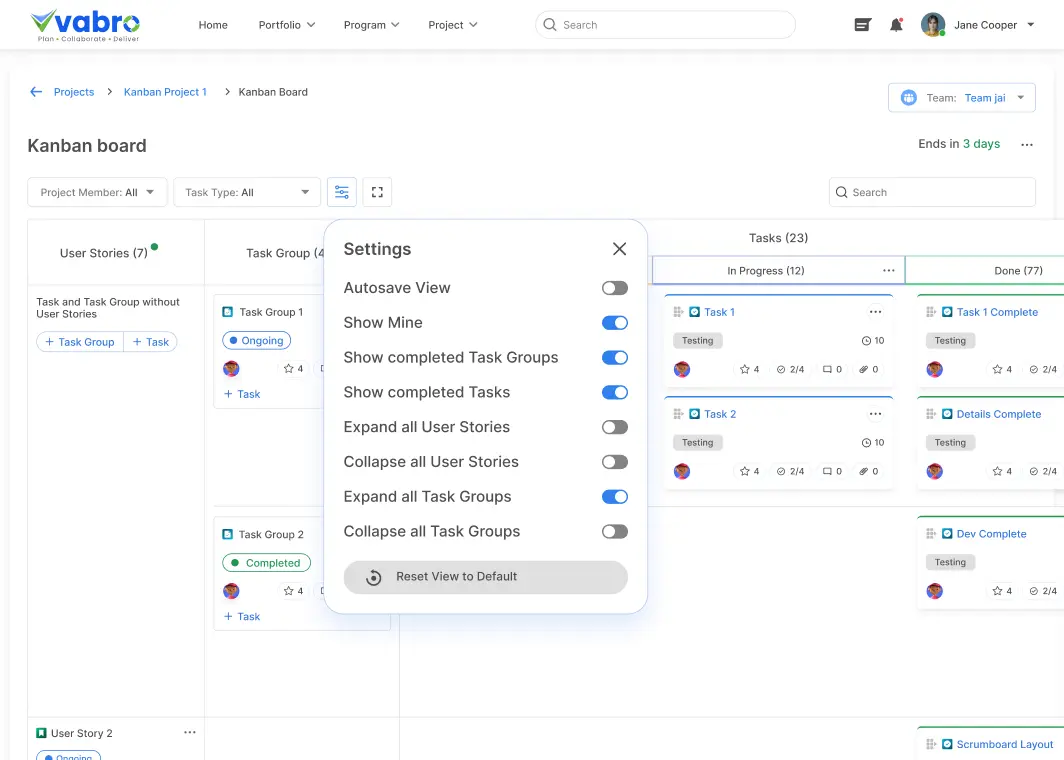 vabro
Plan • Collaborate • Deliver
Home
Portfolio
Program
Project
Search
Jane Cooper
Projects
Kanban Project 1
Kanban Board
Team: Team jai
Kanban board
Ends in 3 days
Project Member: All
Task Type: All
Search
User Stories (7)
Task Group (4
Tasks (23)
In Progress (12)
Done (77)
Settings
Autosave View
Show Mine
Show completed Task Groups
Show completed Tasks
Expand all User Stories
Collapse all User Stories
Expand all Task Groups
Collapse all Task Groups
Reset View to Default
Task and Task Group without
User Stories
+ Task Group
+ Task
Task Group 1
Ongoing
4
+ Task
Task 1
Testing
10
4 2/4 0 0
Task 1 Complete
Testing
4 2/4
Task 2
Testing
10
4 2/4 0 0
Details Complete
Testing
4 2/4
Task Group 2
Completed
4
+ Task
Dev Complete
Testing
4 2/4
User Story 2
Ongoing
Scrumboard Layout